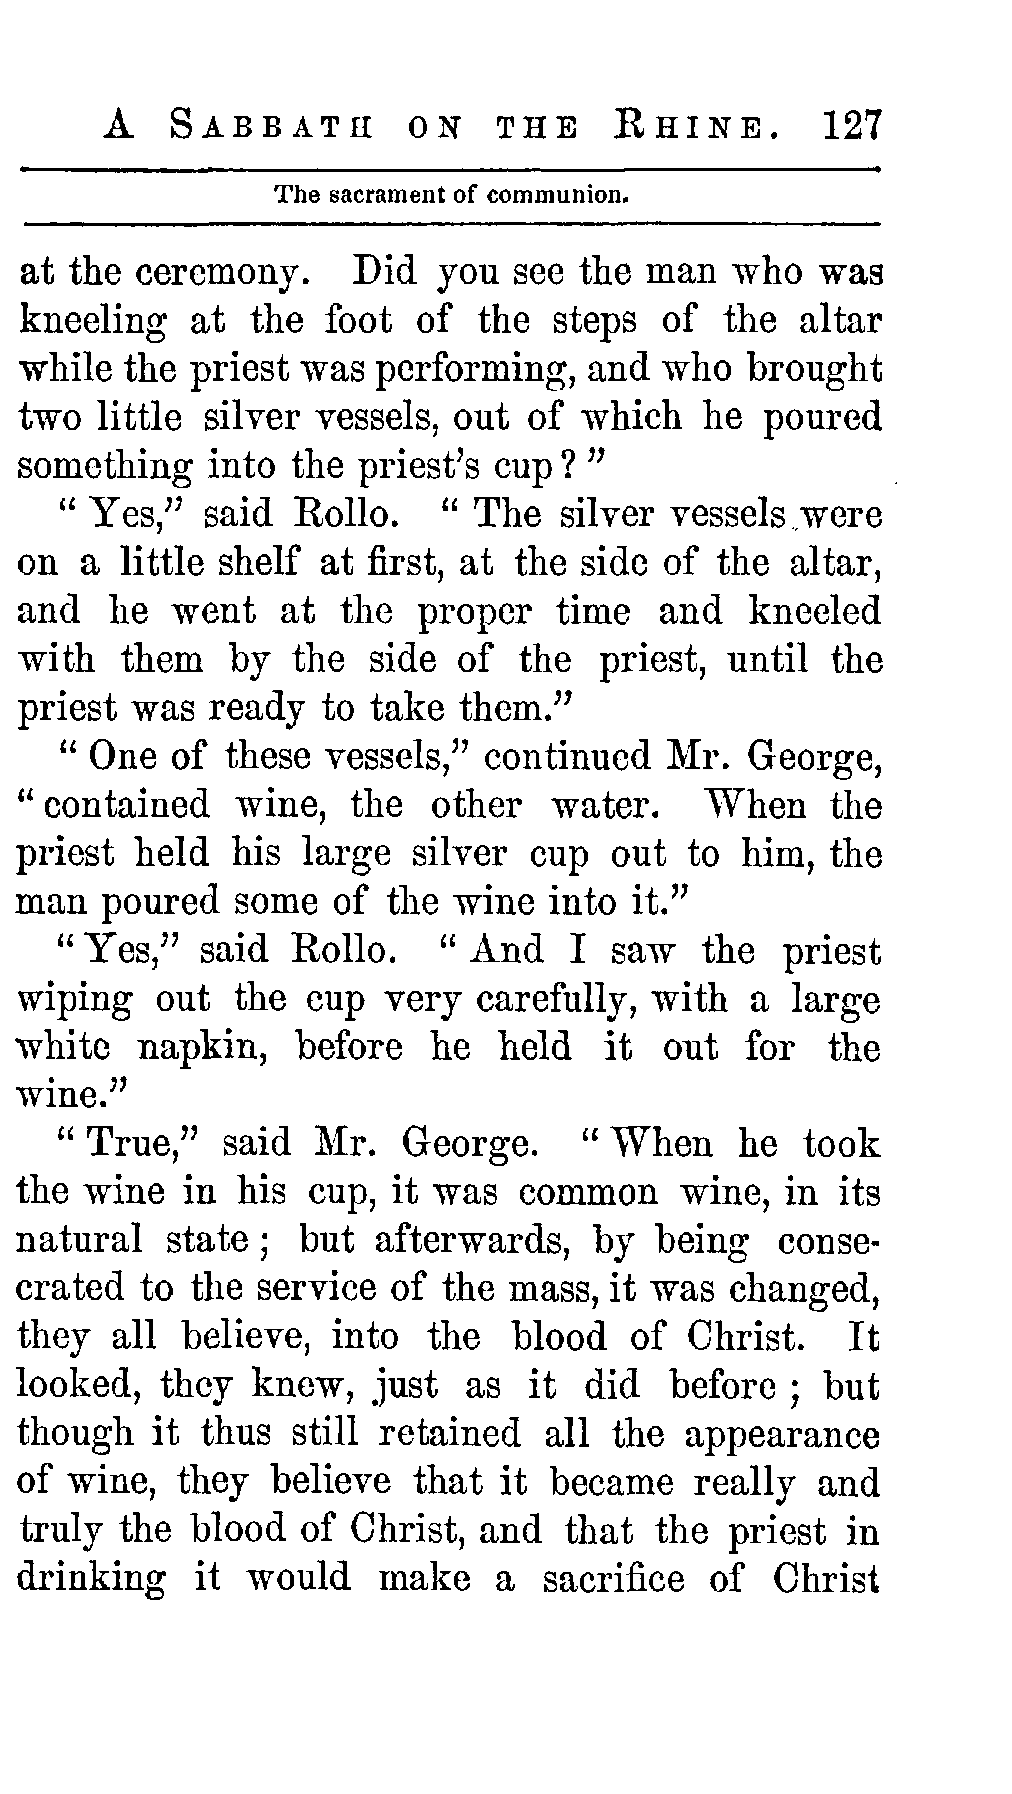 A SABBATH ON THE RHINE. 127
The sacrament of communion.
at the ceremony. Did you see the man who was
kneeling at the foot of the steps of the altar
while the priest was performing, and who brought
two little silver vessels, out of which he poured
something into the priest's cup?”
“Yes,” said Rollo. “The silver vessels were
on a little shelf at first, at the side of the altar,
and he went at the proper time and kneeled
with them by the side of the priest, until the
priest was ready to take them.”
“One of these vessels,” continued Mr. George,
“contained wine, the other water. When the
priest held his large silver cup out to him, the
man poured some of the wine into it.”
“Yes,” said Rollo. “And I saw the priest
wiping out the cup very carefully, with a large
white napkin, before he held it out for the
wine.”
“True,” said Mr. George. “When he took
the wine in his cup, it was common wine, in its
natural state; but afterwards, by being conse-
crated to the service of the mass, it was changed,
they all believe, into the blood of Christ. It
looked, they knew, just as it did before; but
though it thus still retained all the appearance
of wine, they believe that it became really and
truly the blood of Christ, and that the priest in
drinking it would make a sacrifice of Christ